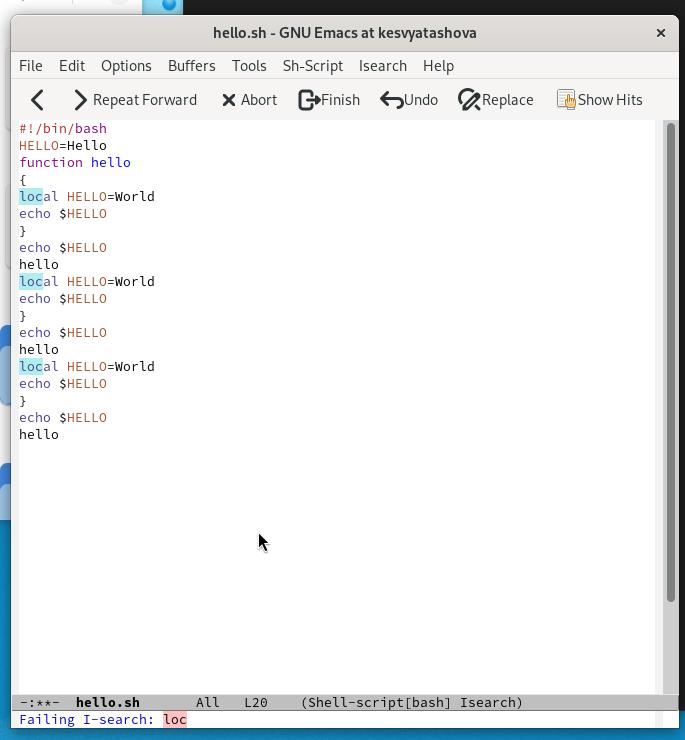 hello.sh - GNU Emacs at kesvyatashova ×
File Edit Options Buffers Tools Sh-Script Isearch Help
Repeat Forward Abort Finish Undo Replace Show Hits
#!/bin/bash
HELLO=Hello
function hello
{
local HELLO=World
echo $HELLO
}
echo $HELLO
hello
local HELLO=World
echo $HELLO
}
echo $HELLO
hello
local HELLO=World
echo $HELLO
}
echo $HELLO
hello
-:**- hello.sh All L20 (Shell-script[bash] Isearch)
Failing I-search: loc